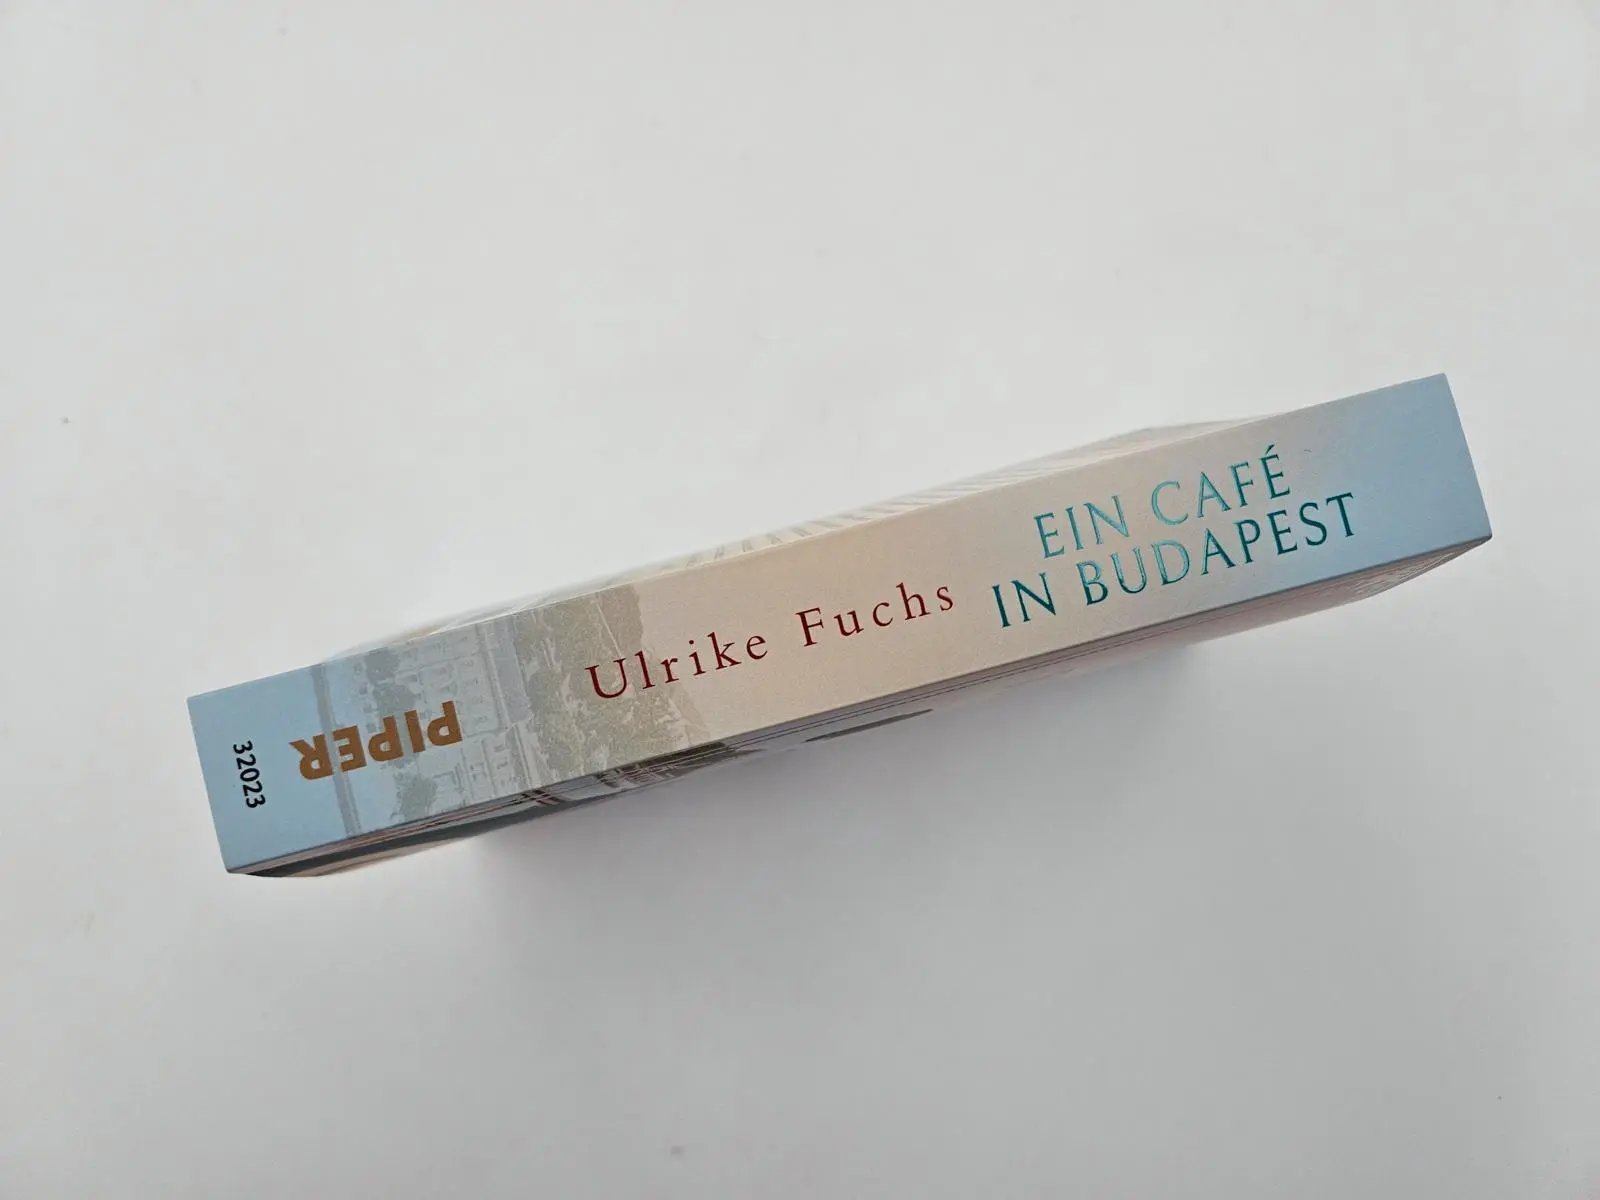 EIN CAFÉ
IN BUDAPEST
Ulrike Fuchs
PIPER
32023